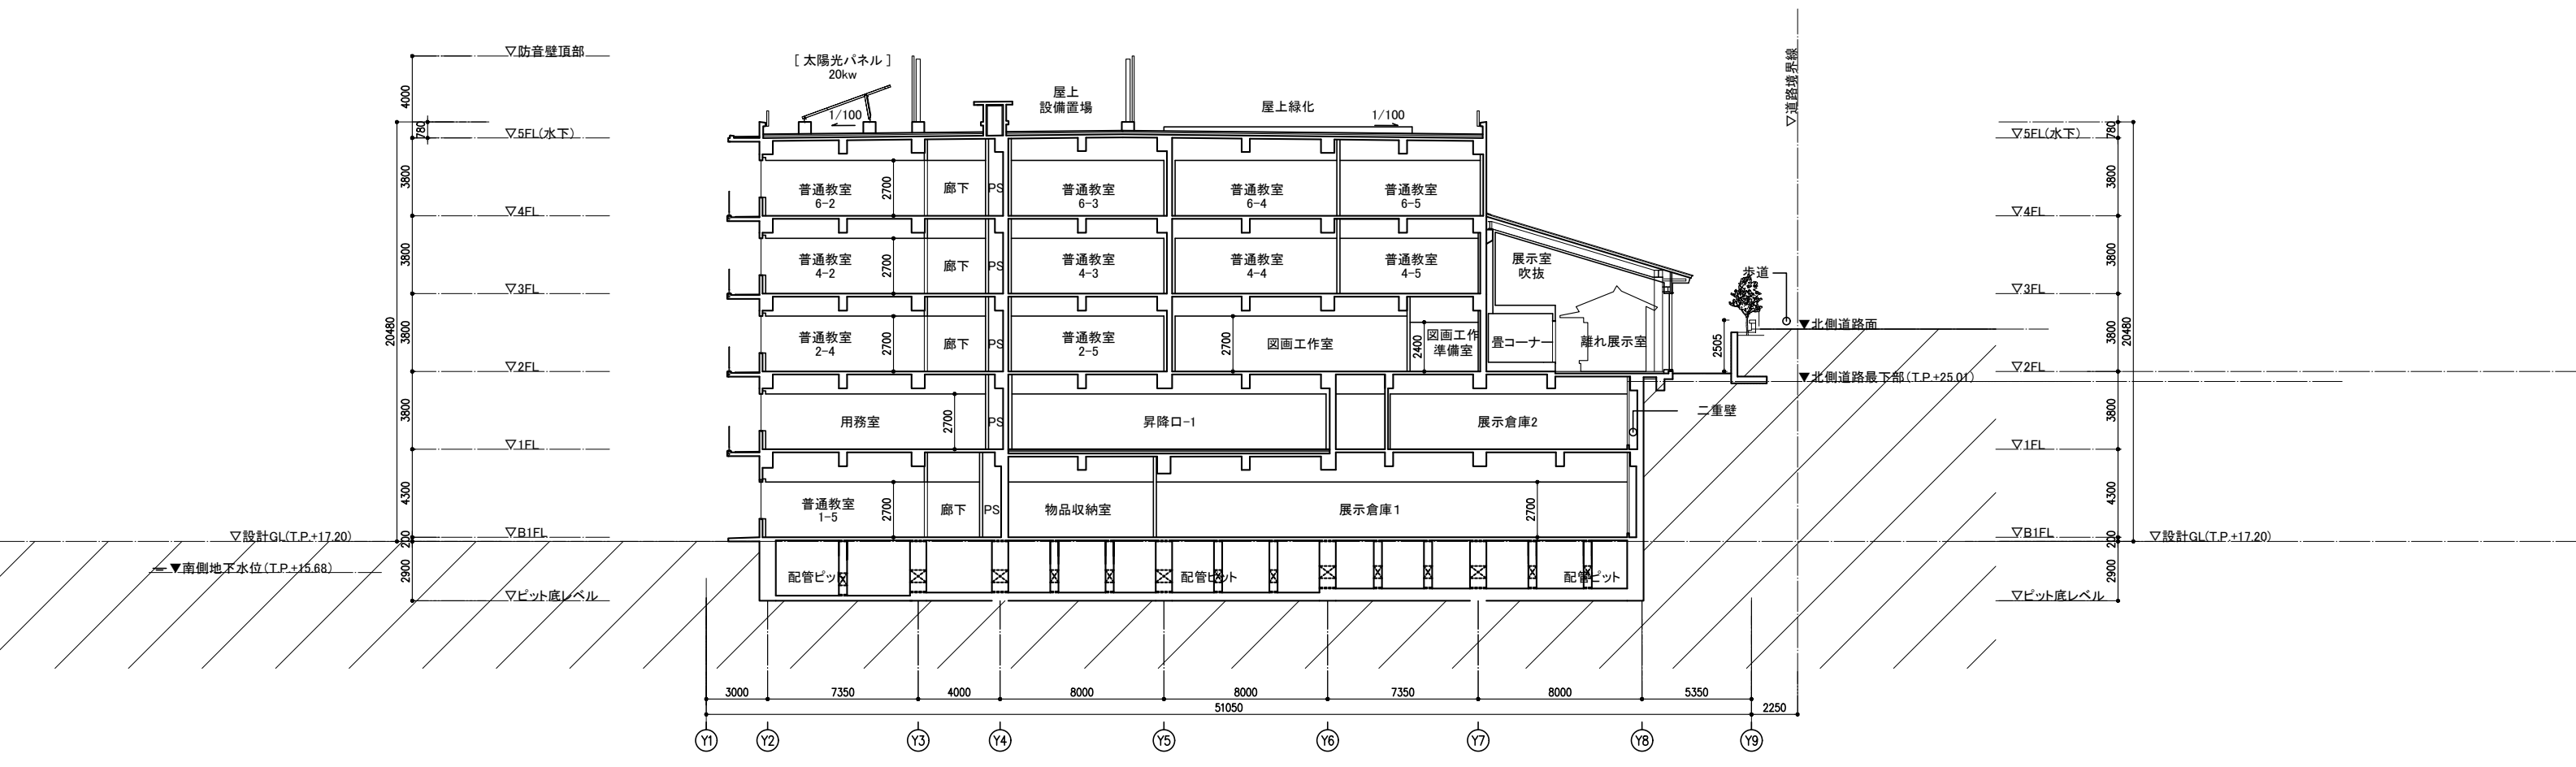 ▽防音壁頂部
[ 太陽光パネル ]
20kw
屋上
設備置場
屋上緑化
▽道路境界線
4000
780
1/100
1/100
▽5FL(水下)
▽5FL(水下)
780
3800
普通教室
6-2
2700
廊下
PS
普通教室
6-3
普通教室
6-4
普通教室
6-5
3800
▽4FL
▽4FL
3800
普通教室
4-2
2700
廊下
PS
普通教室
4-3
普通教室
4-4
普通教室
4-5
展示室
吹抜
歩道
3800
▽3FL
▽3FL
20480
3800
普通教室
2-4
2700
廊下
PS
普通教室
2-5
2700
図画工作室
2400
図画工作
準備室
畳コーナー
離れ展示室
2505
▼北側道路面
3800
20480
▽2FL
▽2FL
▼北側道路最下部(T.P.+25.01)
3800
用務室
2700
PS
昇降口-1
展示倉庫2
二重壁
3800
▽1FL
▽1FL
4300
普通教室
1-5
2700
廊下
PS
物品収納室
展示倉庫1
2700
4300
▽設計GL(T.P.+17.20)
200
▽B1FL
▽B1FL
200
▽設計GL(T.P.+17.20)
▼南側地下水位(T.P.+15.68)
2900
配管ピット
配管ピット
配管ピット
2900
▽ピット底レベル
▽ピット底レベル
3000
7350
4000
8000
8000
7350
8000
5350
51050
2250
Y1
Y2
Y3
Y4
Y5
Y6
Y7
Y8
Y9